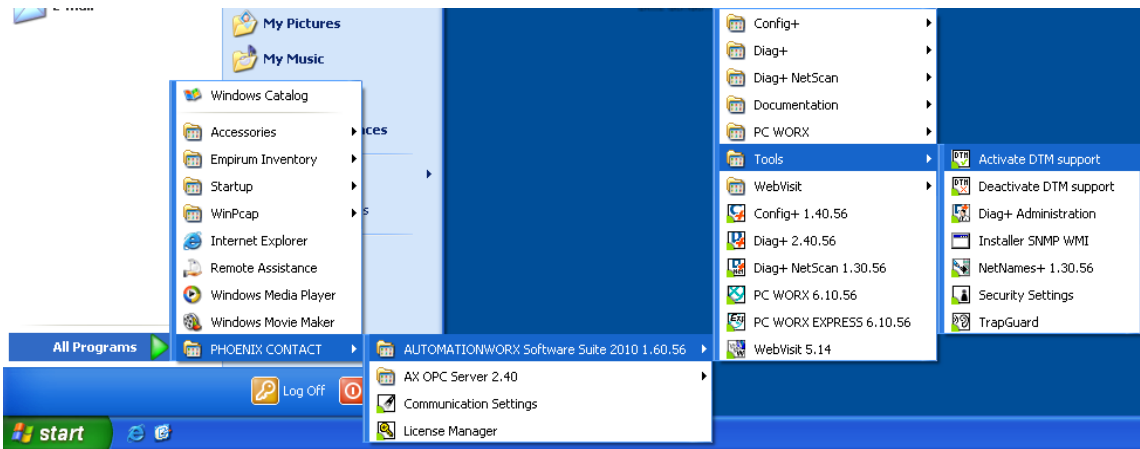 My Pictures
My Music
Windows Catalog
Accessories
Empirum Inventory
Startup
WinPcap
Internet Explorer
Remote Assistance
Windows Media Player
Windows Movie Maker
PHOENIX CONTACT
All Programs
Log Off
start
AUTOMATIONWORX Software Suite 2010 1.60.56
AX OPC Server 2.40
Communication Settings
License Manager
Config+
Diag+
Diag+ NetScan
Documentation
PC WORX
Tools
WebVisit
Config+ 1.40.56
Diag+ 2.40.56
Diag+ NetScan 1.30.56
PC WORX 6.10.56
PC WORX EXPRESS 6.10.56
WebVisit 5.14
Activate DTM support
Deactivate DTM support
Diag+ Administration
Installer SNMP WMI
NetNames+ 1.30.56
Security Settings
TrapGuard